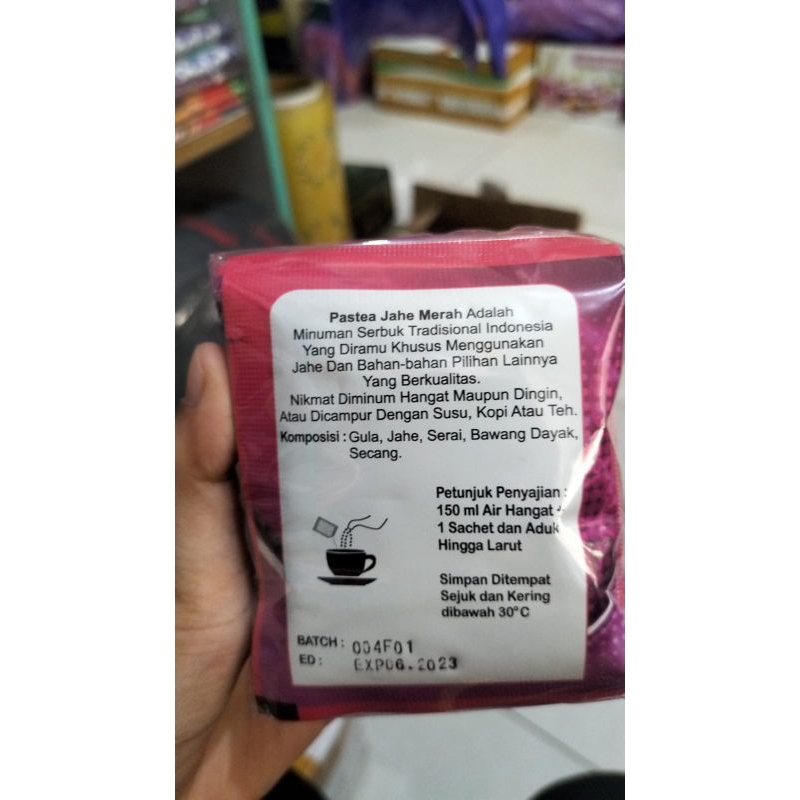 Pastea Jahe Merah Adalah
Minuman Serbuk Tradisional Indonesia
Yang Diramu Khusus Menggunakan
Jahe Dan Bahan-bahan Pilihan Lainnya
Yang Berkualitas.
Nikmat Diminum Hangat Maupun Dingin,
Atau Dicampur Dengan Susu, Kopi Atau Teh.
Komposisi : Gula, Jahe, Serai, Bawang Dayak,
Secang.
Petunjuk Penyajian :
150 ml Air Hangat +
1 Sachet dan Aduk
Hingga Larut
Simpan Ditempat
Sejuk dan Kering
dibawah 30°C
BATCH : 004F01
ED : EXP06.2023